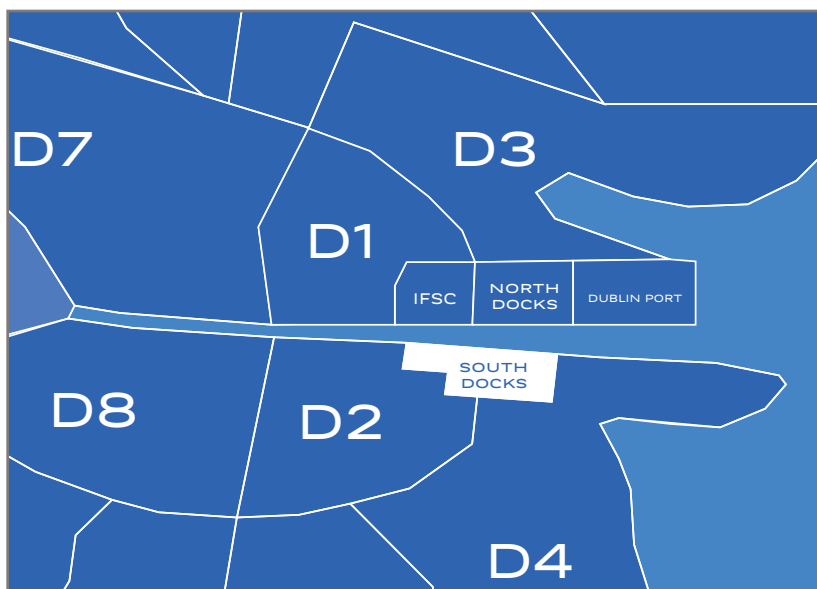 D7
D3
D1
IFSC
NORTH
DOCKS
DUBLIN PORT
SOUTH
DOCKS
D8
D2
D4